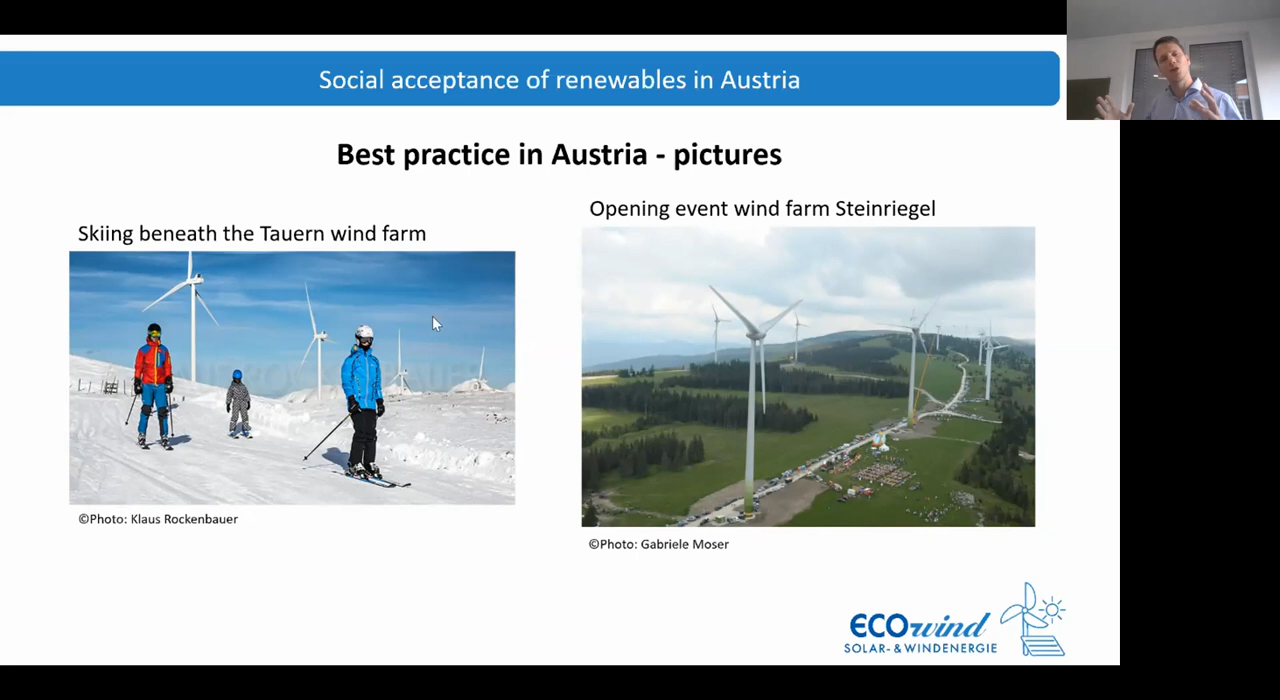 Social acceptance of renewables in Austria
Best practice in Austria - pictures
Skiing beneath the Tauern wind farm
©Photo: Klaus Rockenbauer
Opening event wind farm Steinriegel
©Photo: Gabriele Moser
ECOwind
SOLAR- & WINDENERGIE